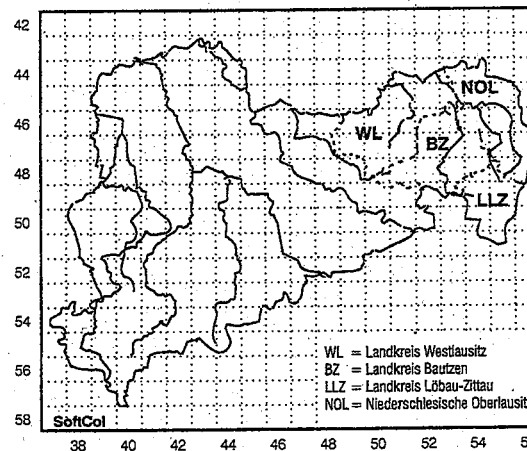 42
44
46
48
50
52
54
56
58
NOL
WL
BZ
LLZ
WL = Landkreis Westlausitz
BZ = Landkreis Bautzen
LLZ = Landkreis Löbau-Zittau
NOL = Niederschlesische Oberlausit
SoftCol
38 40 42 44 46 48 50 52 54